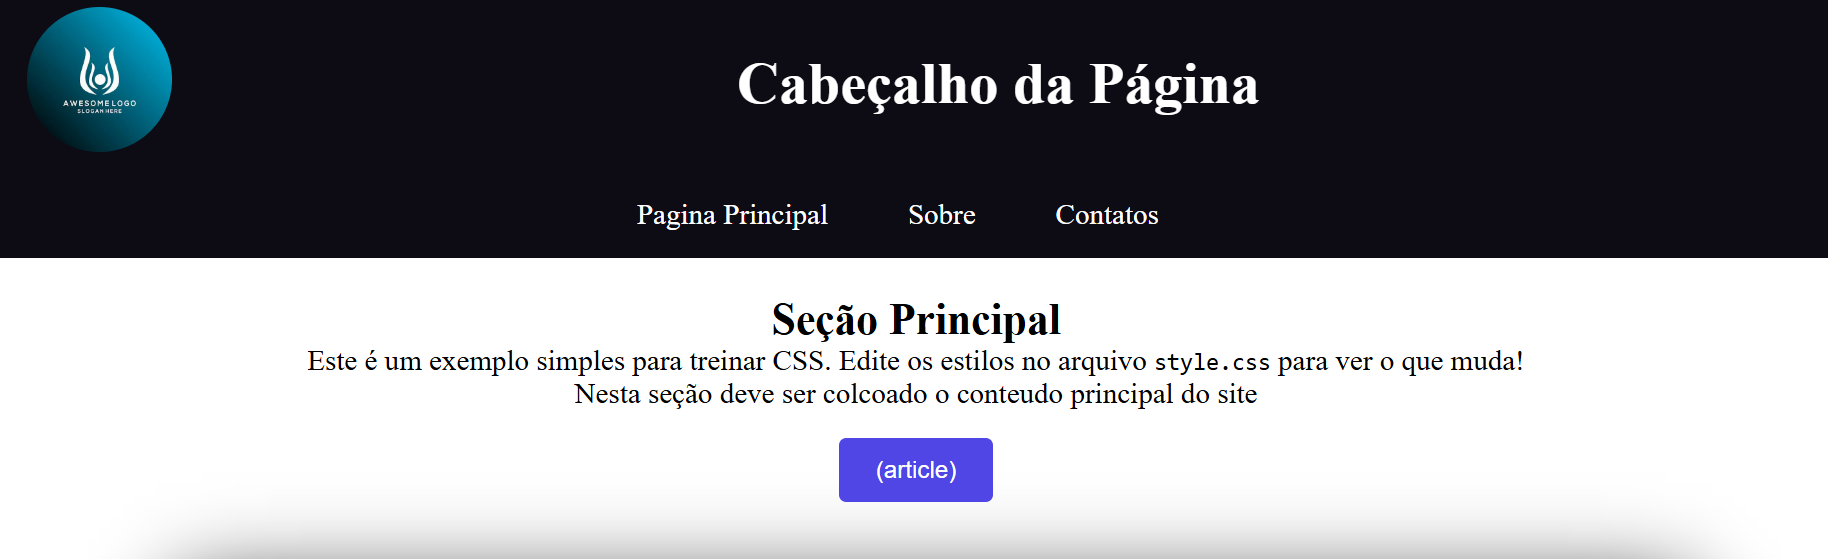 AWESOME LOGO
SLOGAN HERE
Cabeçalho da Página
Pagina Principal Sobre Contatos
Seção Principal
Este é um exemplo simples para treinar CSS. Edite os estilos no arquivo style.css para ver o que muda!
Nesta seção deve ser colcoado o conteudo principal do site
(article)